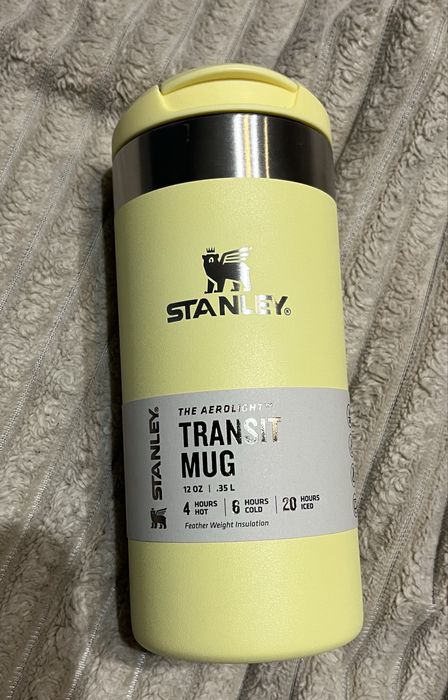 STANLEY®
STANLEY®
THE AEROLIGHT™
TRANSIT
MUG
12 OZ | .35 L
4 HOURS HOT | 6 HOURS COLD | 20 HOURS ICED
Feather Weight Insulation